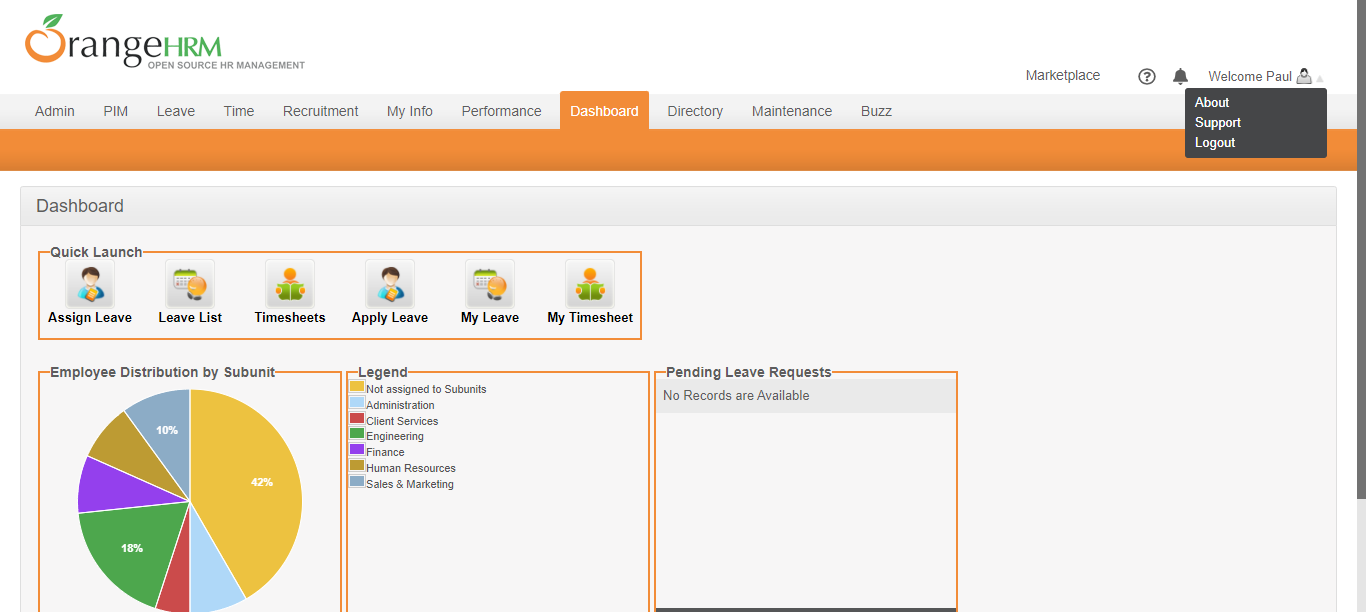 OrangeHRM
OPEN SOURCE HR MANAGEMENT
Marketplace ? Welcome Paul
About
Support
Logout
Admin PIM Leave Time Recruitment My Info Performance Dashboard Directory Maintenance Buzz
Dashboard
Quick Launch
Assign Leave Leave List Timesheets Apply Leave My Leave My Timesheet
Employee Distribution by Subunit
10%
42%
18%
Legend
Not assigned to Subunits
Administration
Client Services
Engineering
Finance
Human Resources
Sales & Marketing
Pending Leave Requests
No Records are Available